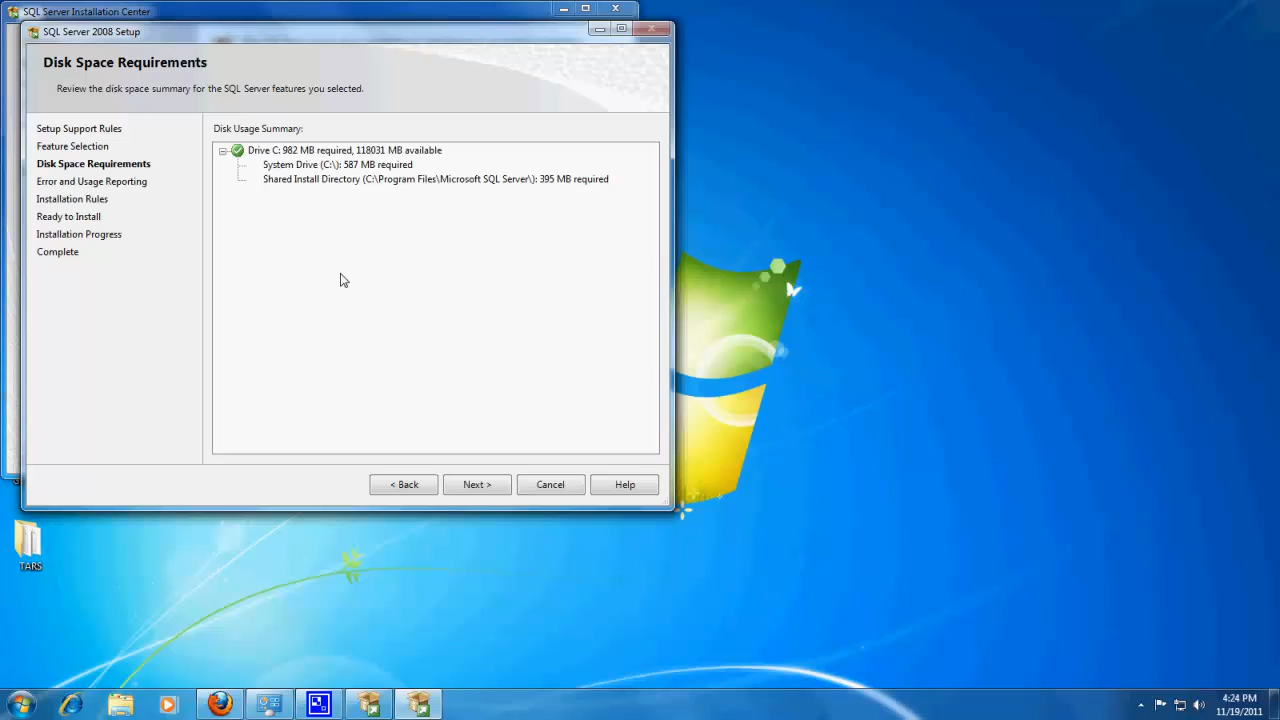 SQL Server Installation Center
SQL Server 2008 Setup
Disk Space Requirements
Review the disk space summary for the SQL Server features you selected.
Setup Support Rules
Feature Selection
Disk Space Requirements
Error and Usage Reporting
Installation Rules
Ready to Install
Installation Progress
Complete
Disk Usage Summary:
Drive C: 982 MB required, 118031 MB available
System Drive (C:\): 587 MB required
Shared Install Directory (C:\Program Files\Microsoft SQL Server\): 395 MB required
< Back
Next >
Cancel
Help
TARS
4:24 PM
11/19/2011